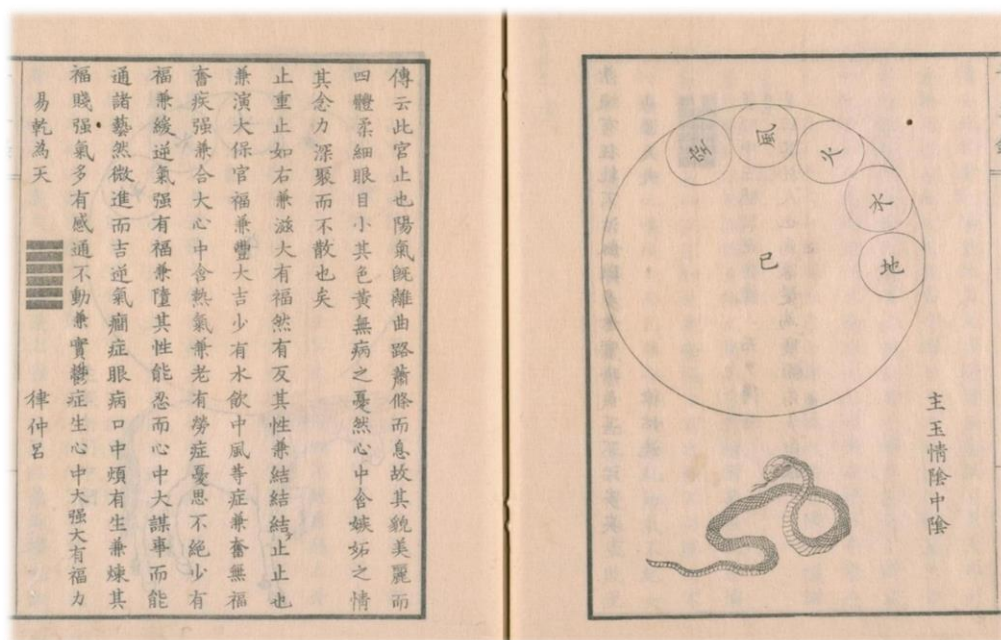 主玉情陰中陰
地
水
火
風
空
巳
傳云此宮止也陽氣既離曲路蕭條而息故其貌美麗而
四體柔細眼目小其色黃無病之憂然心中含嫉妬之情
其念力深聚而不散也矣
止重止如右兼滋大有福然有反其性兼結結結止止也
兼演大保官福兼豐大吉少有水飲中風等症兼奮無福
奮疾强兼合大心中含熱氣兼老有勞症憂思不絕少有
福兼緩逆氣强有福兼其性能忍而心中大謀事而能
通諸藝然微進而吉逆氣癇症眼病口中煩有生兼煉其
福賤强氣多有感通不動兼實鬱症生心中大强大有福力
易乾為天 律仲呂